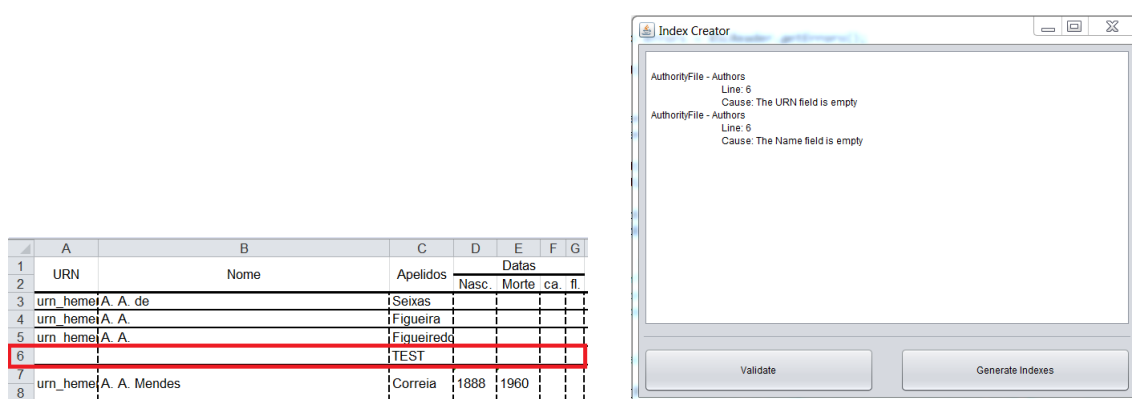 A B C D E F G
1 URN Nome Apelidos Datas
2 Nasc. Morte ca. fl.
3 urn_heme A. A. de Seixas
4 urn_heme A. A. Figueira
5 urn_heme A. A. Figueiredo
6 TEST
7 urn_heme A. A. Mendes Correia 1888 1960
8
Index Creator
AuthorityFile - Authors
Line: 6
Cause: The URN field is empty
AuthorityFile - Authors
Line: 6
Cause: The Name field is empty
Validate Generate Indexes